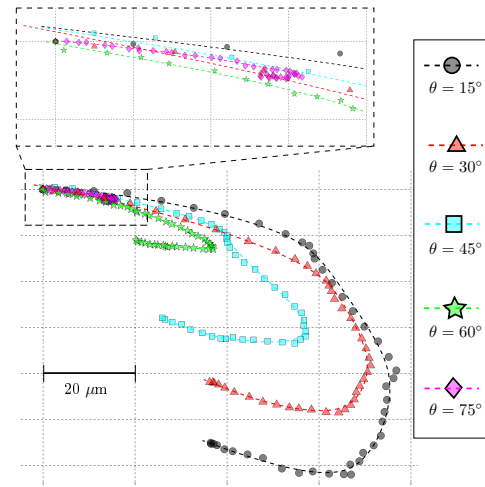 θ = 15°
θ = 30°
θ = 45°
θ = 60°
θ = 75°
20 μm